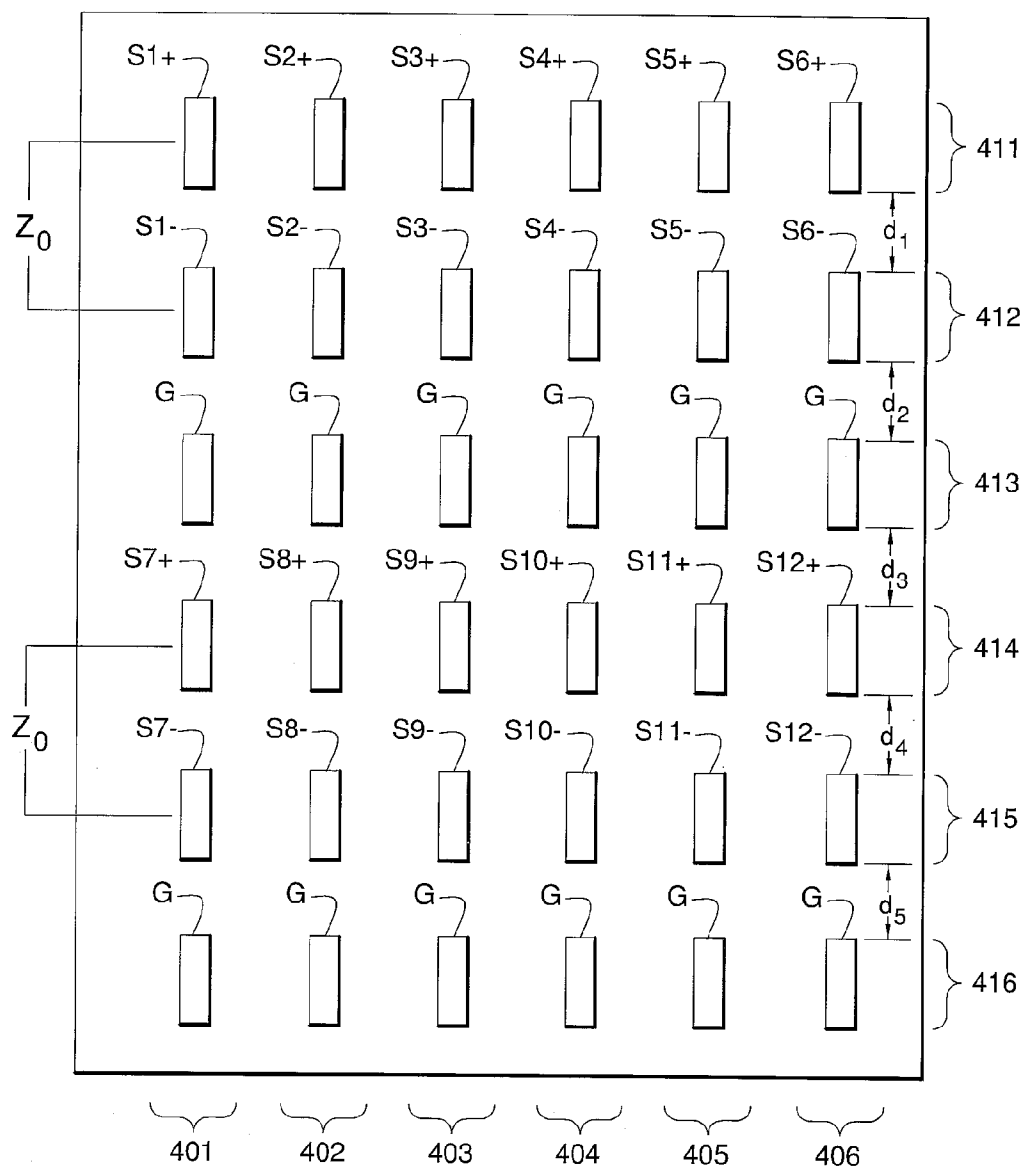 S1+ S2+ S3+ S4+ S5+ S6+
411
Z0
d1
S1- S2- S3- S4- S5- S6-
412
d2
G G G G G G
413
d3
S7+ S8+ S9+ S10+ S11+ S12+
414
Z0
d4
S7- S8- S9- S10- S11- S12-
415
d5
G G G G G G
416
401 402 403 404 405 406